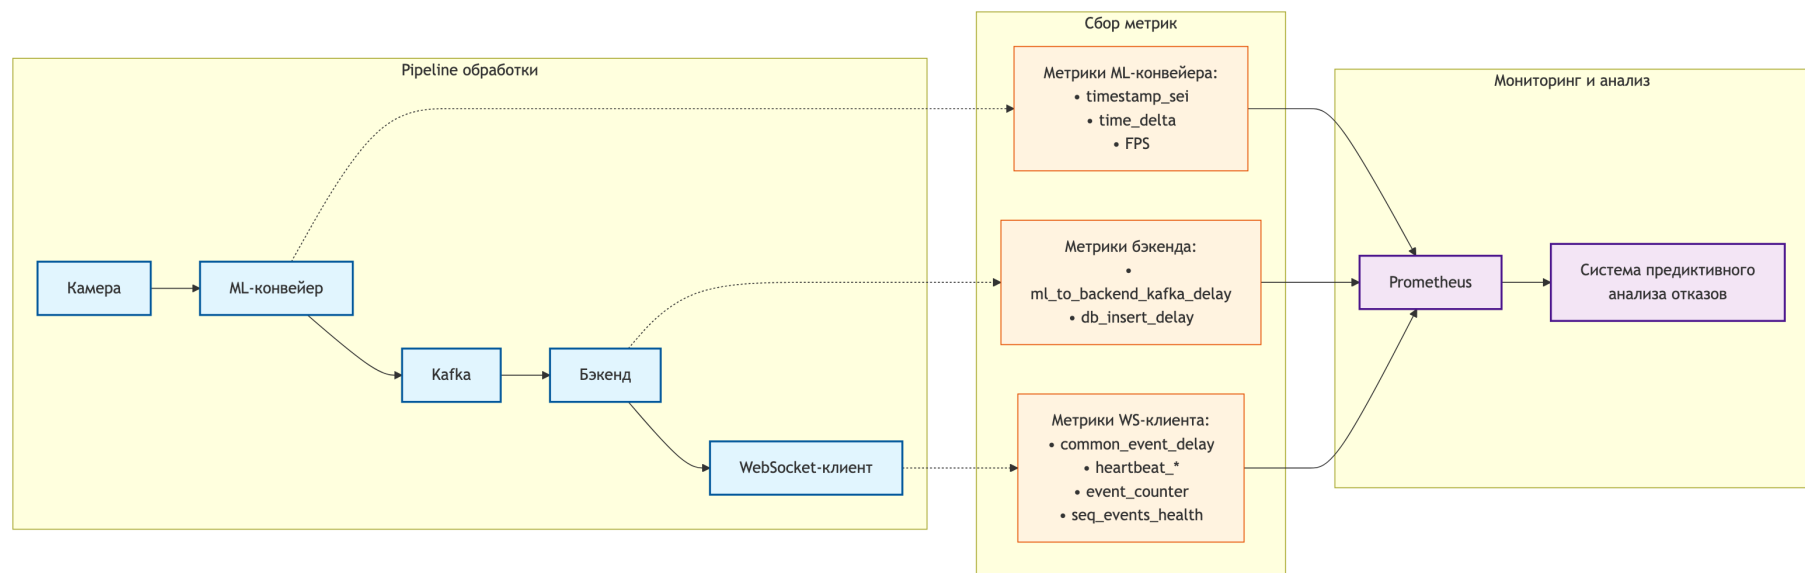 Pipeline обработки
Камера
ML-конвейер
Kafka
Бэкенд
WebSocket-клиент
Сбор метрик
Метрики ML-конвейера:
• timestamp_sei
• time_delta
• FPS
Метрики бэкенда:
•
ml_to_backend_kafka_delay
• db_insert_delay
Метрики WS-клиента:
• common_event_delay
• heartbeat_*
• event_counter
• seq_events_health
Мониторинг и анализ
Prometheus
Система предиктивного
анализа отказов